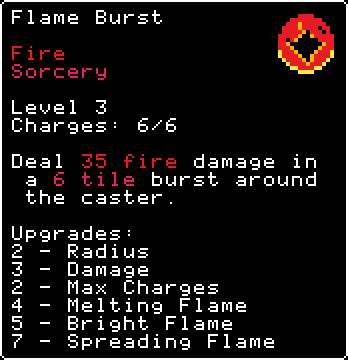 Flame Burst
Fire
Sorcery
Level 3
Charges: 6/6
Deal 35 fire damage in
a 6 tile burst around
the caster.
Upgrades:
2 - Radius
3 - Damage
2 - Max Charges
4 - Melting Flame
5 - Bright Flame
7 - Spreading Flame